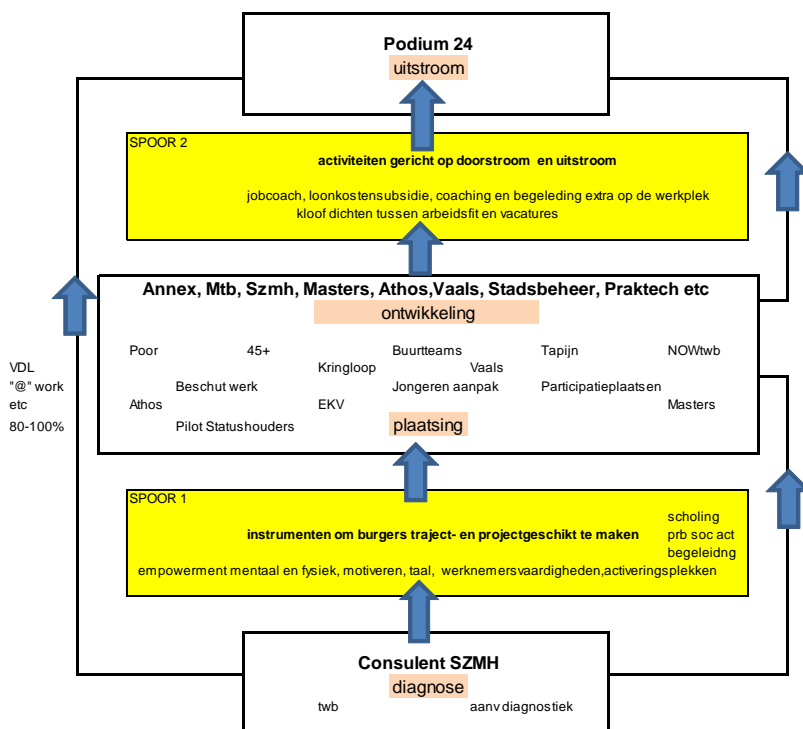 Podium 24
uitstroom
SPOOR 2
activiteiten gericht op doorstroom en uitstroom
jobcoach, loonkostensubsidie, coaching en begeleding extra op de werkplek
kloof dichten tussen arbeidsfit en vacatures
Annex, Mtb, Szmh, Masters, Athos,Vaals, Stadsbeheer, Praktech etc
ontwikkeling
Poor 45+ Buurtteams Tapijn NOWtwb
Kringloop Vaals
Beschut werk Jongeren aanpak Participatieplaatsen
Athos EKV Masters
Pilot Statushouders plaatsing
VDL
"@" work
etc
80-100%
SPOOR 1
scholing
instrumenten om burgers traject- en projectgeschikt te maken prb soc act
begeleidng
empowerment mentaal en fysiek, motiveren, taal, werknemersvaardigheden,activeringsplekken
Consulent SZMH
diagnose
twb aanv diagnostiek